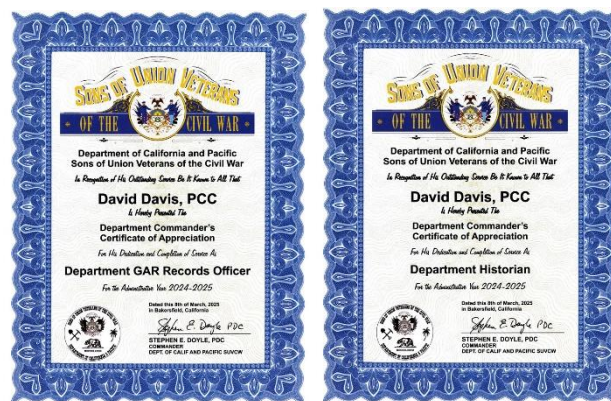 SONS OF UNION VETERANS
OF THE CIVIL WAR
Department of California and Pacific
Sons of Union Veterans of the Civil War
In Recognition of His Outstanding Service Be It Known to All That
David Davis, PCC
Is Hereby Presented The
Department Commander's
Certificate of Appreciation
For His Dedication and Completion of Service As
Department GAR Records Officer
For the Administrative Year 2024-2025
Dated this 8th of March, 2025
in Bakersfield, California
Stephen E. Doyle PDC
STEPHEN E. DOYLE, PDC
COMMANDER
DEPT. OF CALIF AND PACIFIC SUVCW
SONS OF UNION VETERANS
OF THE CIVIL WAR
Department of California and Pacific
Sons of Union Veterans of the Civil War
In Recognition of His Outstanding Service Be It Known to All That
David Davis, PCC
Is Hereby Presented The
Department Commander's
Certificate of Appreciation
For His Dedication and Completion of Service As
Department Historian
For the Administrative Year 2024-2025
Dated this 8th of March, 2025
in Bakersfield, California
Stephen E. Doyle PDC
STEPHEN E. DOYLE, PDC
COMMANDER
DEPT. OF CALIF AND PACIFIC SUVCW